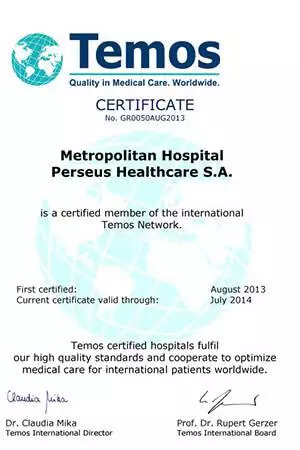 Temos
Quality in Medical Care. Worldwide.
CERTIFICATE
No. GR0050AUG2013
Metropolitan Hospital
Perseus Healthcare S.A.
is a certified member of the international
Temos Network.
First certified: August 2013
Current certificate valid through: July 2014
Temos certified hospitals fulfil
our high quality standards and cooperate to optimize
medical care for international patients worldwide.
Claudia Mika
Dr. Claudia Mika Prof. Dr. Rupert Gerzer
Temos International Director Temos International Board